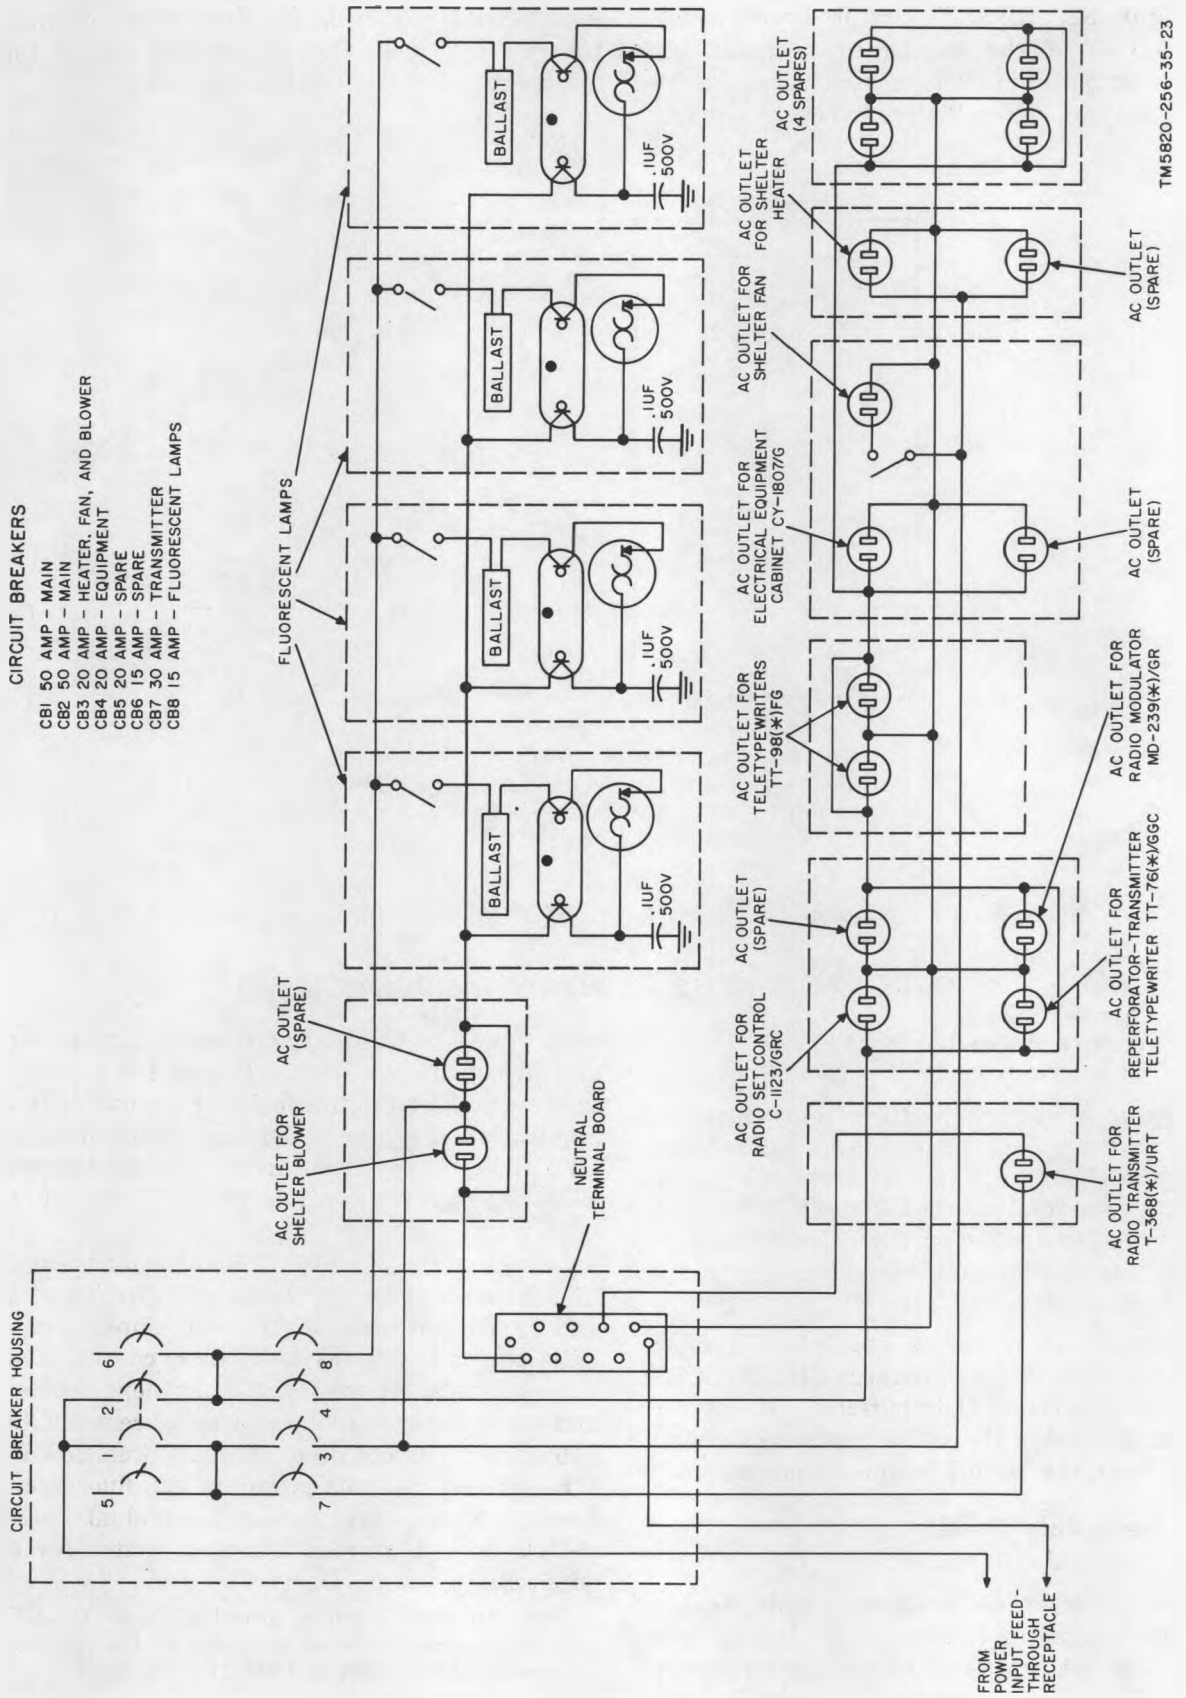 CIRCUIT BREAKERS
CB1 50 AMP - MAIN
CB2 50 AMP - MAIN
CB3 20 AMP - HEATER, FAN, AND BLOWER
CB4 20 AMP - EQUIPMENT
CB5 20 AMP - SPARE
CB6 15 AMP - SPARE
CB7 30 AMP - TRANSMITTER
CB8 15 AMP - FLUORESCENT LAMPS
FLUORESCENT LAMPS
CIRCUIT BREAKER HOUSING
5
1
2
6
7
3
4
8
AC OUTLET FOR
SHELTER BLOWER
AC OUTLET
(SPARE)
NEUTRAL
TERMINAL BOARD
BALLAST
.1UF
500V
BALLAST
.1UF
500V
BALLAST
.1UF
500V
BALLAST
.1UF
500V
FROM
POWER
INPUT FEED-
THROUGH
RECEPTACLE
AC OUTLET FOR
RADIO SET CONTROL
C-1123/GRC
AC OUTLET
(SPARE)
AC OUTLET FOR
TELETYPEWRITERS
TT-98(*)FG
AC OUTLET FOR
ELECTRICAL EQUIPMENT
CABINET CY-1807/G
AC OUTLET FOR
SHELTER FAN
AC OUTLET
FOR SHELTER
HEATER
AC OUTLET
(4 SPARES)
AC OUTLET FOR
RADIO TRANSMITTER
T-368(*)/URT
AC OUTLET FOR
REPERFORATOR-TRANSMITTER
TELETYPEWRITER TT-76(*)/GGC
AC OUTLET FOR
RADIO MODULATOR
MD-239(*)/GR
AC OUTLET
(SPARE)
AC OUTLET
(SPARE)
TM5820-256-35-23